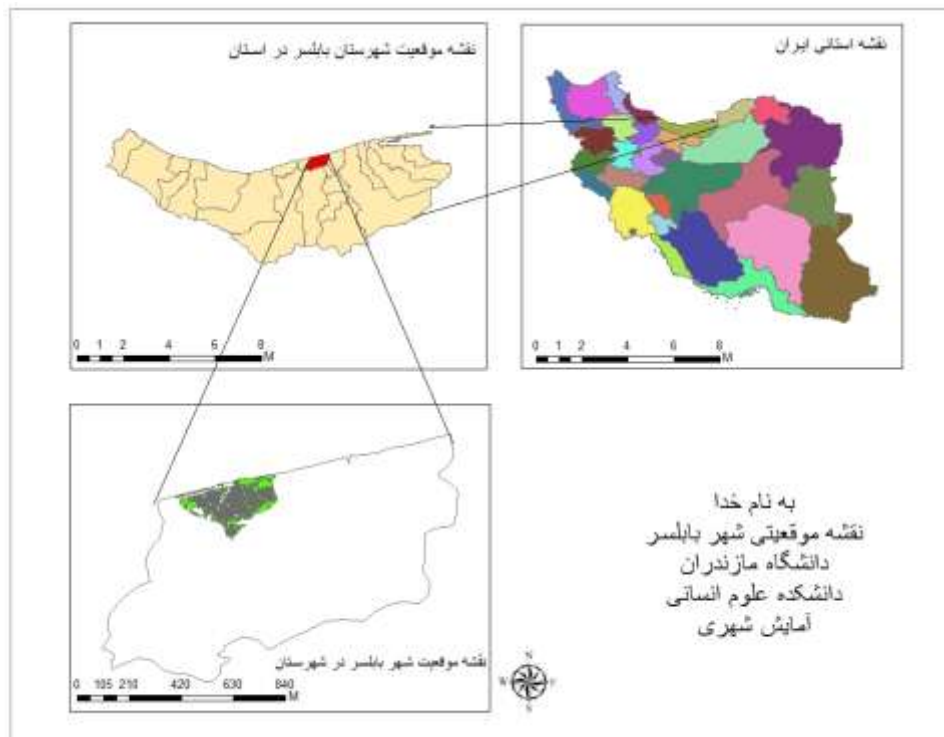 نقشه استانی ایران
0 1 2 4 6 8
M
نقشه موقعیت شهرستان بابلسر در استان
0 1 2 4 6 8
M
نقشه موقعیت شهر بابلسر در شهرستان
0 105 210 420 630 840
M
N
W E
S
به نام خدا
نقشه موقعیتی شهر بابلسر
دانشگاه مازندران
دانشکده علوم انسانی
آمایش شهری